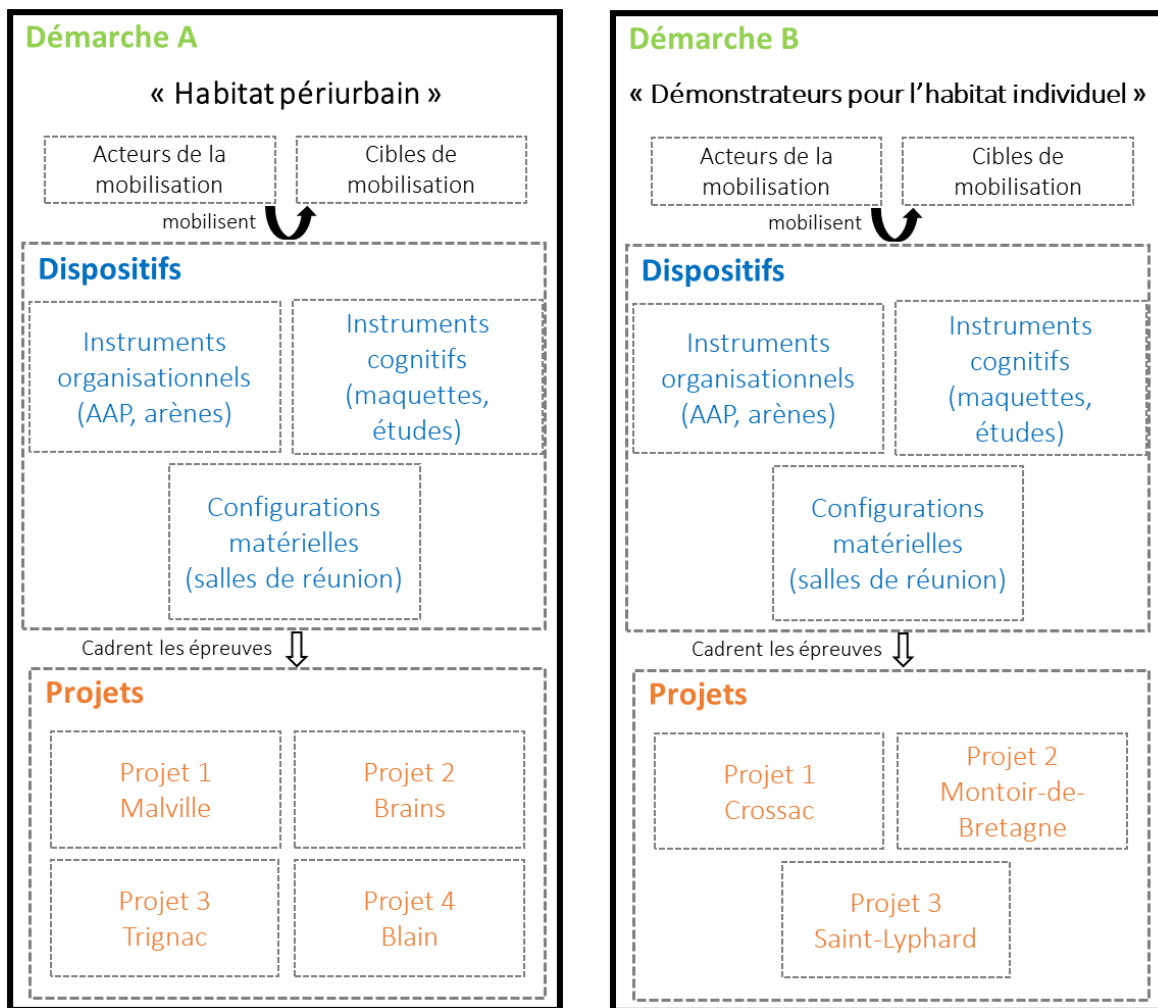 Démarche A
« Habitat périurbain »
Acteurs de la
mobilisation
Cibles de
mobilisation
mobilisent
Dispositifs
Instruments
organisationnels
(AAP, arènes)
Instruments
cognitifs
(maquettes,
études)
Configurations
matérielles
(salles de réunion)
Cadrent les épreuves
Projets
Projet 1
Malville
Projet 2
Brains
Projet 3
Trignac
Projet 4
Blain
Démarche B
« Démonstrateurs pour l'habitat individuel »
Acteurs de la
mobilisation
Cibles de
mobilisation
mobilisent
Dispositifs
Instruments
organisationnels
(AAP, arènes)
Instruments
cognitifs
(maquettes,
études)
Configurations
matérielles
(salles de réunion)
Cadrent les épreuves
Projets
Projet 1
Crossac
Projet 2
Montoir-de-
Bretagne
Projet 3
Saint-Lyphard